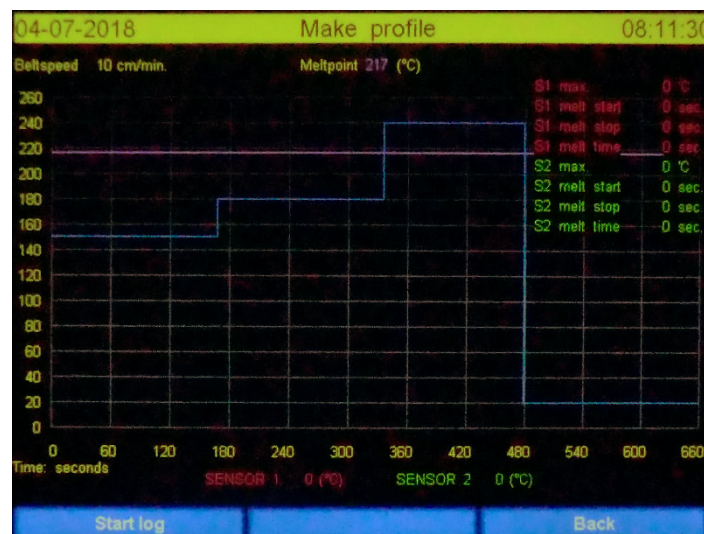 04-07-2018 Make profile 08:11:30
Beltspeed 10 cm/min. Meltpoint 217 (°C)
S1 max. 0 °C
S1 melt start 0 sec.
S1 melt stop 0 sec.
S1 melt time 0 sec.
S2 max. 0 °C
S2 melt start 0 sec.
S2 melt stop 0 sec.
S2 melt time 0 sec.
260
240
220
200
180
160
140
120
100
80
60
40
20
0
0 60 120 180 240 300 360 420 480 540 600 660
Time: seconds
SENSOR 1 0 (°C) SENSOR 2 0 (°C)
Start log Back